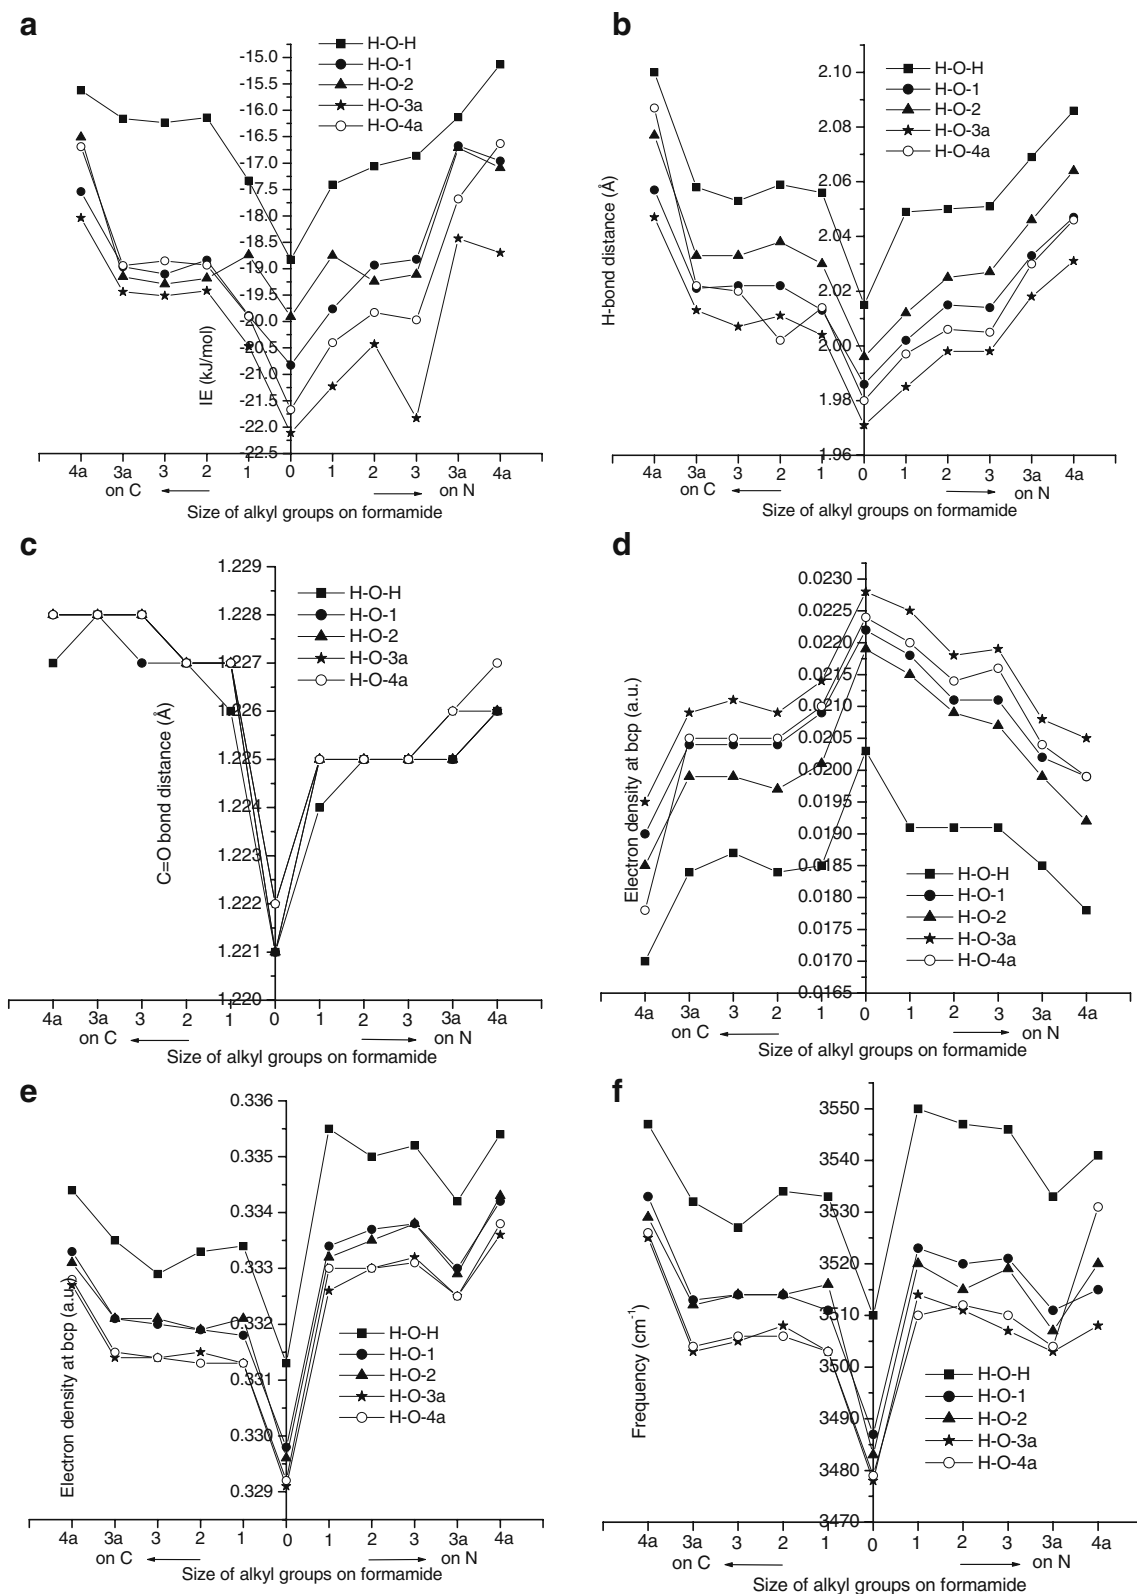 a
-15.0
-15.5
-16.0
-16.5
-17.0
-17.5
-18.0
-18.5
-19.0
-19.5
-20.0
-20.5
-21.0
-21.5
-22.0
-22.5
H-O-H
H-O-1
H-O-2
H-O-3a
H-O-4a
IE (kJ/mol)
4a 3a 3 2 1 0 1 2 3 3a 4a
on C on N
Size of alkyl groups on formamide
b
2.10
2.08
2.06
2.04
2.02
2.00
1.98
1.96
H-O-H
H-O-1
H-O-2
H-O-3a
H-O-4a
H-bond distance (Å)
4a 3a 3 2 1 0 1 2 3 3a 4a
on C on N
Size of alkyl groups on formamide
c
1.229
1.228
1.227
1.226
1.225
1.224
1.223
1.222
1.221
1.220
H-O-H
H-O-1
H-O-2
H-O-3a
H-O-4a
C=O bond distance (Å)
4a 3a 3 2 1 0 1 2 3 3a 4a
on C on N
Size of alkyl groups on formamide
d
0.0230
0.0225
0.0220
0.0215
0.0210
0.0205
0.0200
0.0195
0.0190
0.0185
0.0180
0.0175
0.0170
0.0165
H-O-H
H-O-1
H-O-2
H-O-3a
H-O-4a
Electron density at bcp (a.u.)
4a 3a 3 2 1 0 1 2 3 3a 4a
on C on N
Size of alkyl groups on formamide
e
0.336
0.335
0.334
0.333
0.332
0.331
0.330
0.329
H-O-H
H-O-1
H-O-2
H-O-3a
H-O-4a
Electron density at bcp (a.u.)
4a 3a 3 2 1 0 1 2 3 3a 4a
on C on N
Size of alkyl groups on formamide
f
3550
3540
3530
3520
3510
3500
3490
3480
3470
H-O-H
H-O-1
H-O-2
H-O-3a
H-O-4a
Frequency (cm⁻¹)
4a 3a 3 2 1 0 1 2 3 3a 4a
on C on N
Size of alkyl groups on formamide